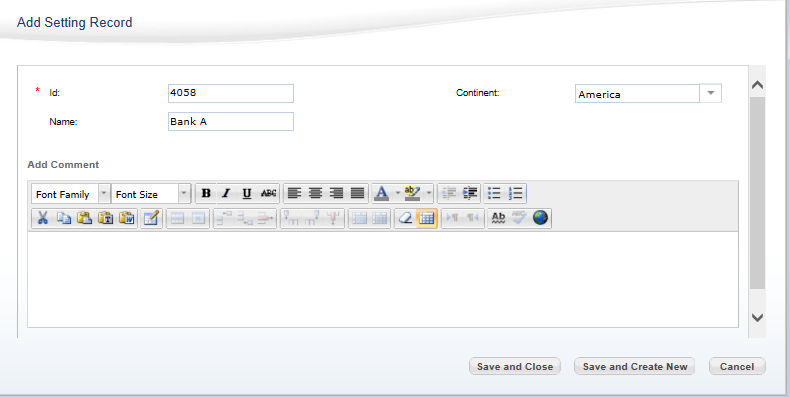 Add Setting Record
* Id: 4058 Continent: America
Name: Bank A
Add Comment
Font Family Font Size B I U ABC A ab
Ab
Save and Close Save and Create New Cancel